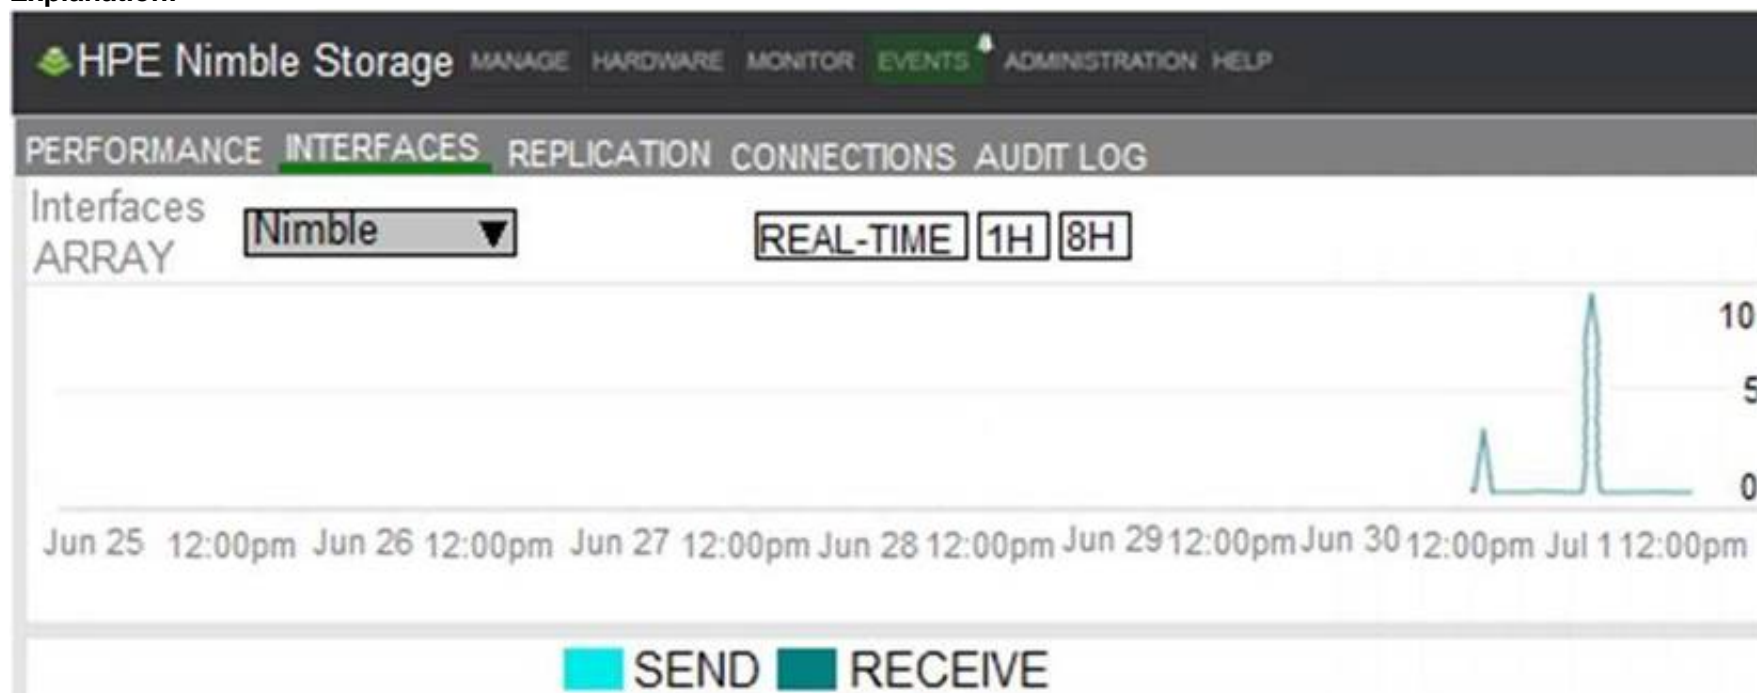 Explanation:
HPE Nimble Storage MANAGE HARDWARE MONITOR EVENTS ADMINISTRATION HELP
PERFORMANCE INTERFACES REPLICATION CONNECTIONS AUDIT LOG
Interfaces
ARRAY Nimble REAL-TIME 1H 8H
10
5
0
Jun 25 12:00pm Jun 26 12:00pm Jun 27 12:00pm Jun 28 12:00pm Jun 29 12:00pm Jun 30 12:00pm Jul 1 12:00pm
SEND RECEIVE